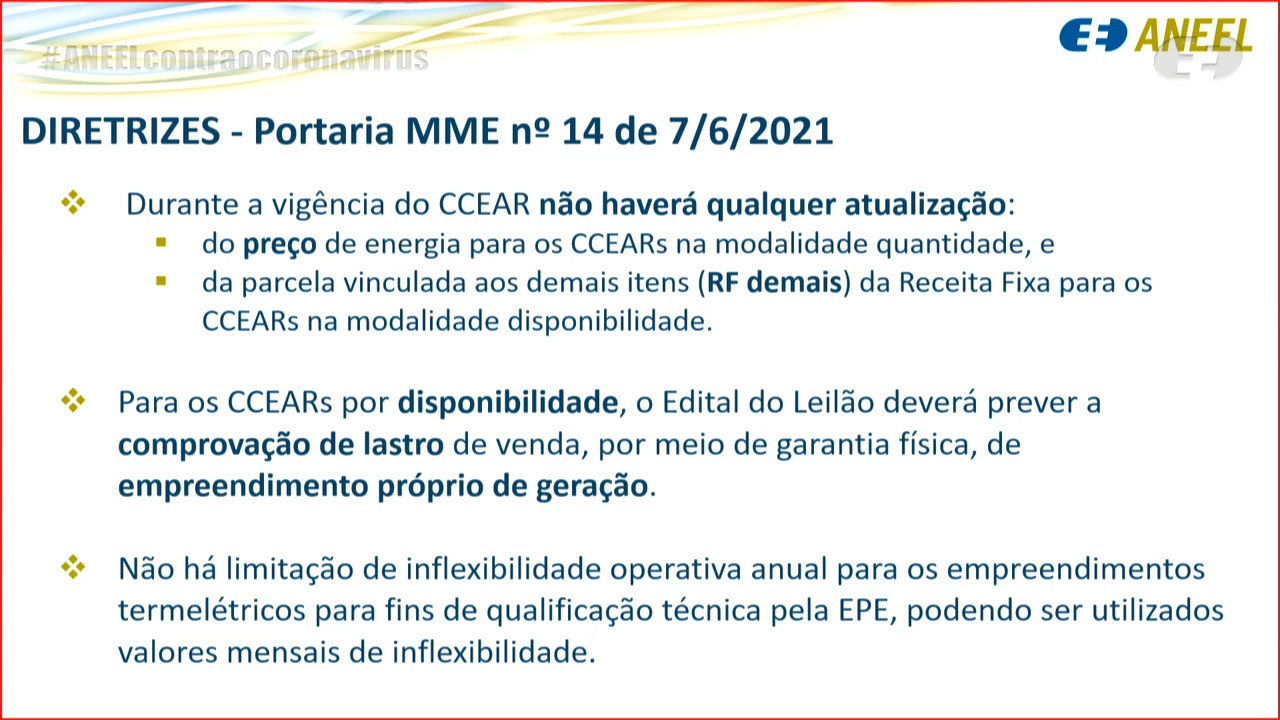 #ANEELcontraocoronavirus
ANEEL
DIRETRIZES - Portaria MME nº 14 de 7/6/2021
Durante a vigência do CCEAR não haverá qualquer atualização:
do preço de energia para os CCEARs na modalidade quantidade, e
da parcela vinculada aos demais itens (RF demais) da Receita Fixa para os
CCEARs na modalidade disponibilidade.
Para os CCEARs por disponibilidade, o Edital do Leilão deverá prever a
comprovação de lastro de venda, por meio de garantia física, de
empreendimento próprio de geração.
Não há limitação de inflexibilidade operativa anual para os empreendimentos
termelétricos para fins de qualificação técnica pela EPE, podendo ser utilizados
valores mensais de inflexibilidade.